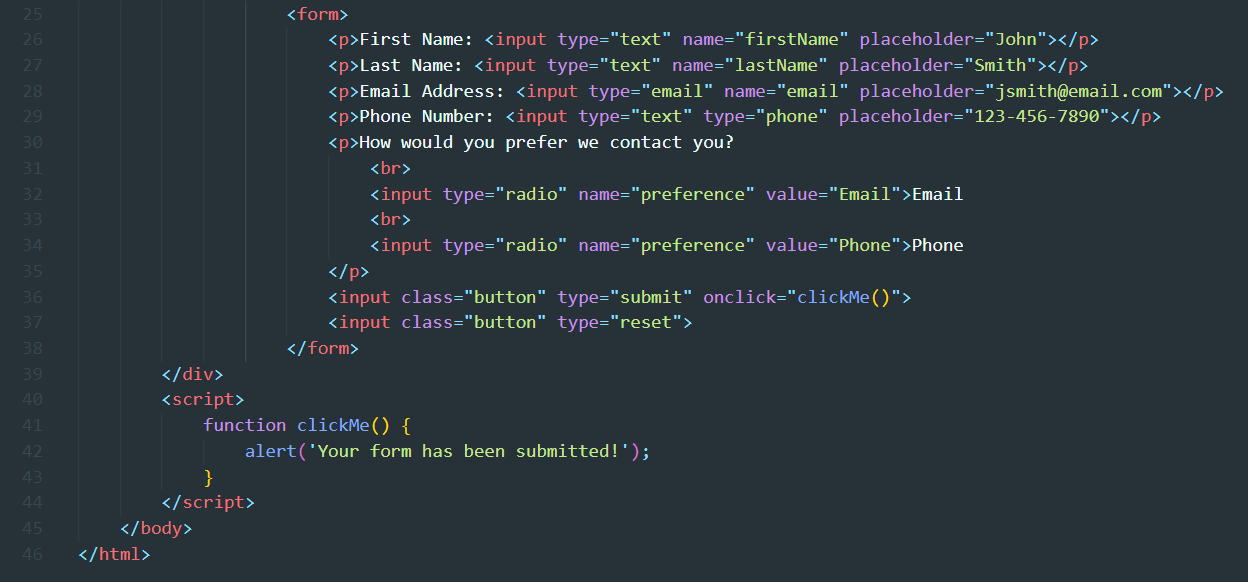 25 <form>
26 <p>First Name: <input type="text" name="firstName" placeholder="John"></p>
27 <p>Last Name: <input type="text" name="lastName" placeholder="Smith"></p>
28 <p>Email Address: <input type="email" name="email" placeholder="jsmith@email.com"></p>
29 <p>Phone Number: <input type="text" type="phone" placeholder="123-456-7890"></p>
30 <p>How would you prefer we contact you?
31 <br>
32 <input type="radio" name="preference" value="Email">Email
33 <br>
34 <input type="radio" name="preference" value="Phone">Phone
35 </p>
36 <input class="button" type="submit" onclick="clickMe()">
37 <input class="button" type="reset">
38 </form>
39 </div>
40 <script>
41 function clickMe() {
42 alert('Your form has been submitted!');
43 }
44 </script>
45 </body>
46 </html>